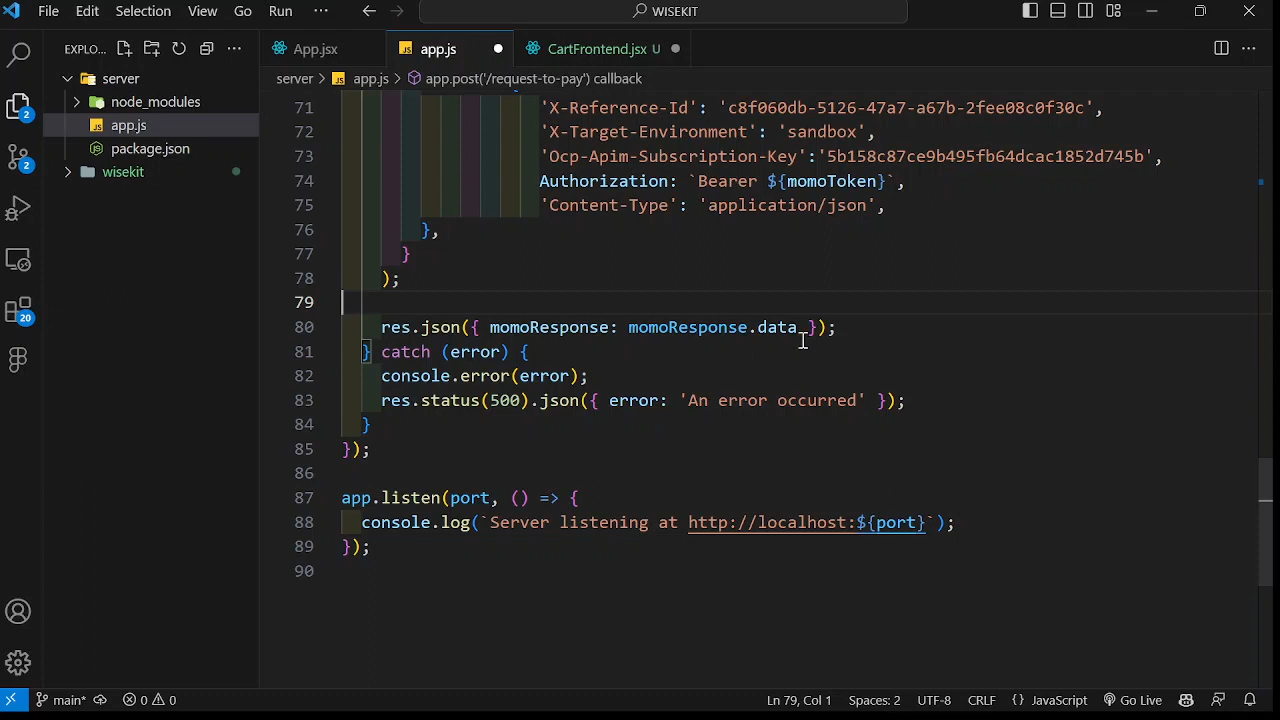 File Edit Selection View Go Run ··· WISEKIT
EXPLO... ··· App.jsx app.js CartFrontend.jsx U ···
server server > app.js > app.post('/request-to-pay') callback
node_modules
app.js
package.json
wisekit
71 'X-Reference-Id': 'c8f060db-5126-47a7-a67b-2fee08c0f30c',
72 'X-Target-Environment': 'sandbox',
73 'Ocp-Apim-Subscription-Key':'5b158c87ce9b495fb64dcac1852d745b',
74 Authorization: `Bearer ${momoToken}`,
75 'Content-Type': 'application/json',
76 },
77 }
78 );
79
80 res.json({ momoResponse: momoResponse.data });
81 } catch (error) {
82 console.error(error);
83 res.status(500).json({ error: 'An error occurred' });
84 }
85 });
86
87 app.listen(port, () => {
88 console.log(`Server listening at http://localhost:${port}`);
89 });
90
2
2
20
main* 0 0 Ln 79, Col 1 Spaces: 2 UTF-8 CRLF {} JavaScript Go Live